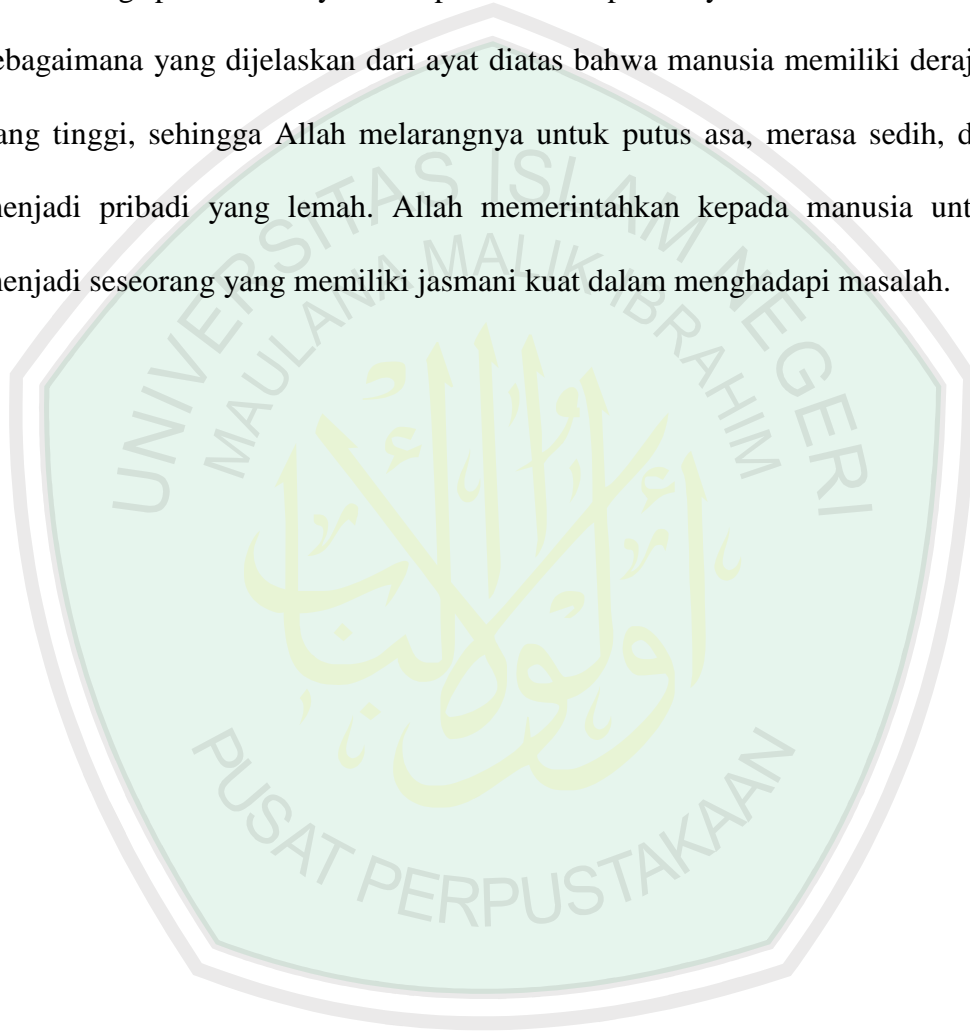 ebagaimana yang dijelaskan dari ayat diatas bahwa manusia memiliki deraj
ang tinggi, sehingga Allah melarangnya untuk putus asa, merasa sedih, d
enjadi pribadi yang lemah. Allah memerintahkan kepada manusia unt
enjadi seseorang yang memiliki jasmani kuat dalam menghadapi masalah.
UNIVERSITAS ISLAM NEGERI
MAULANA MALIK IBRAHIM
PUSAT PERPUSTAKAAN